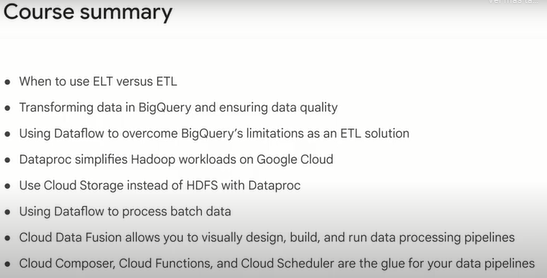 Course summary
● When to use ELT versus ETL
● Transforming data in BigQuery and ensuring data quality
● Using Dataflow to overcome BigQuery's limitations as an ETL solution
● Dataproc simplifies Hadoop workloads on Google Cloud
● Use Cloud Storage instead of HDFS with Dataproc
● Using Dataflow to process batch data
● Cloud Data Fusion allows you to visually design, build, and run data processing pipelines
● Cloud Composer, Cloud Functions, and Cloud Scheduler are the glue for your data pipelines